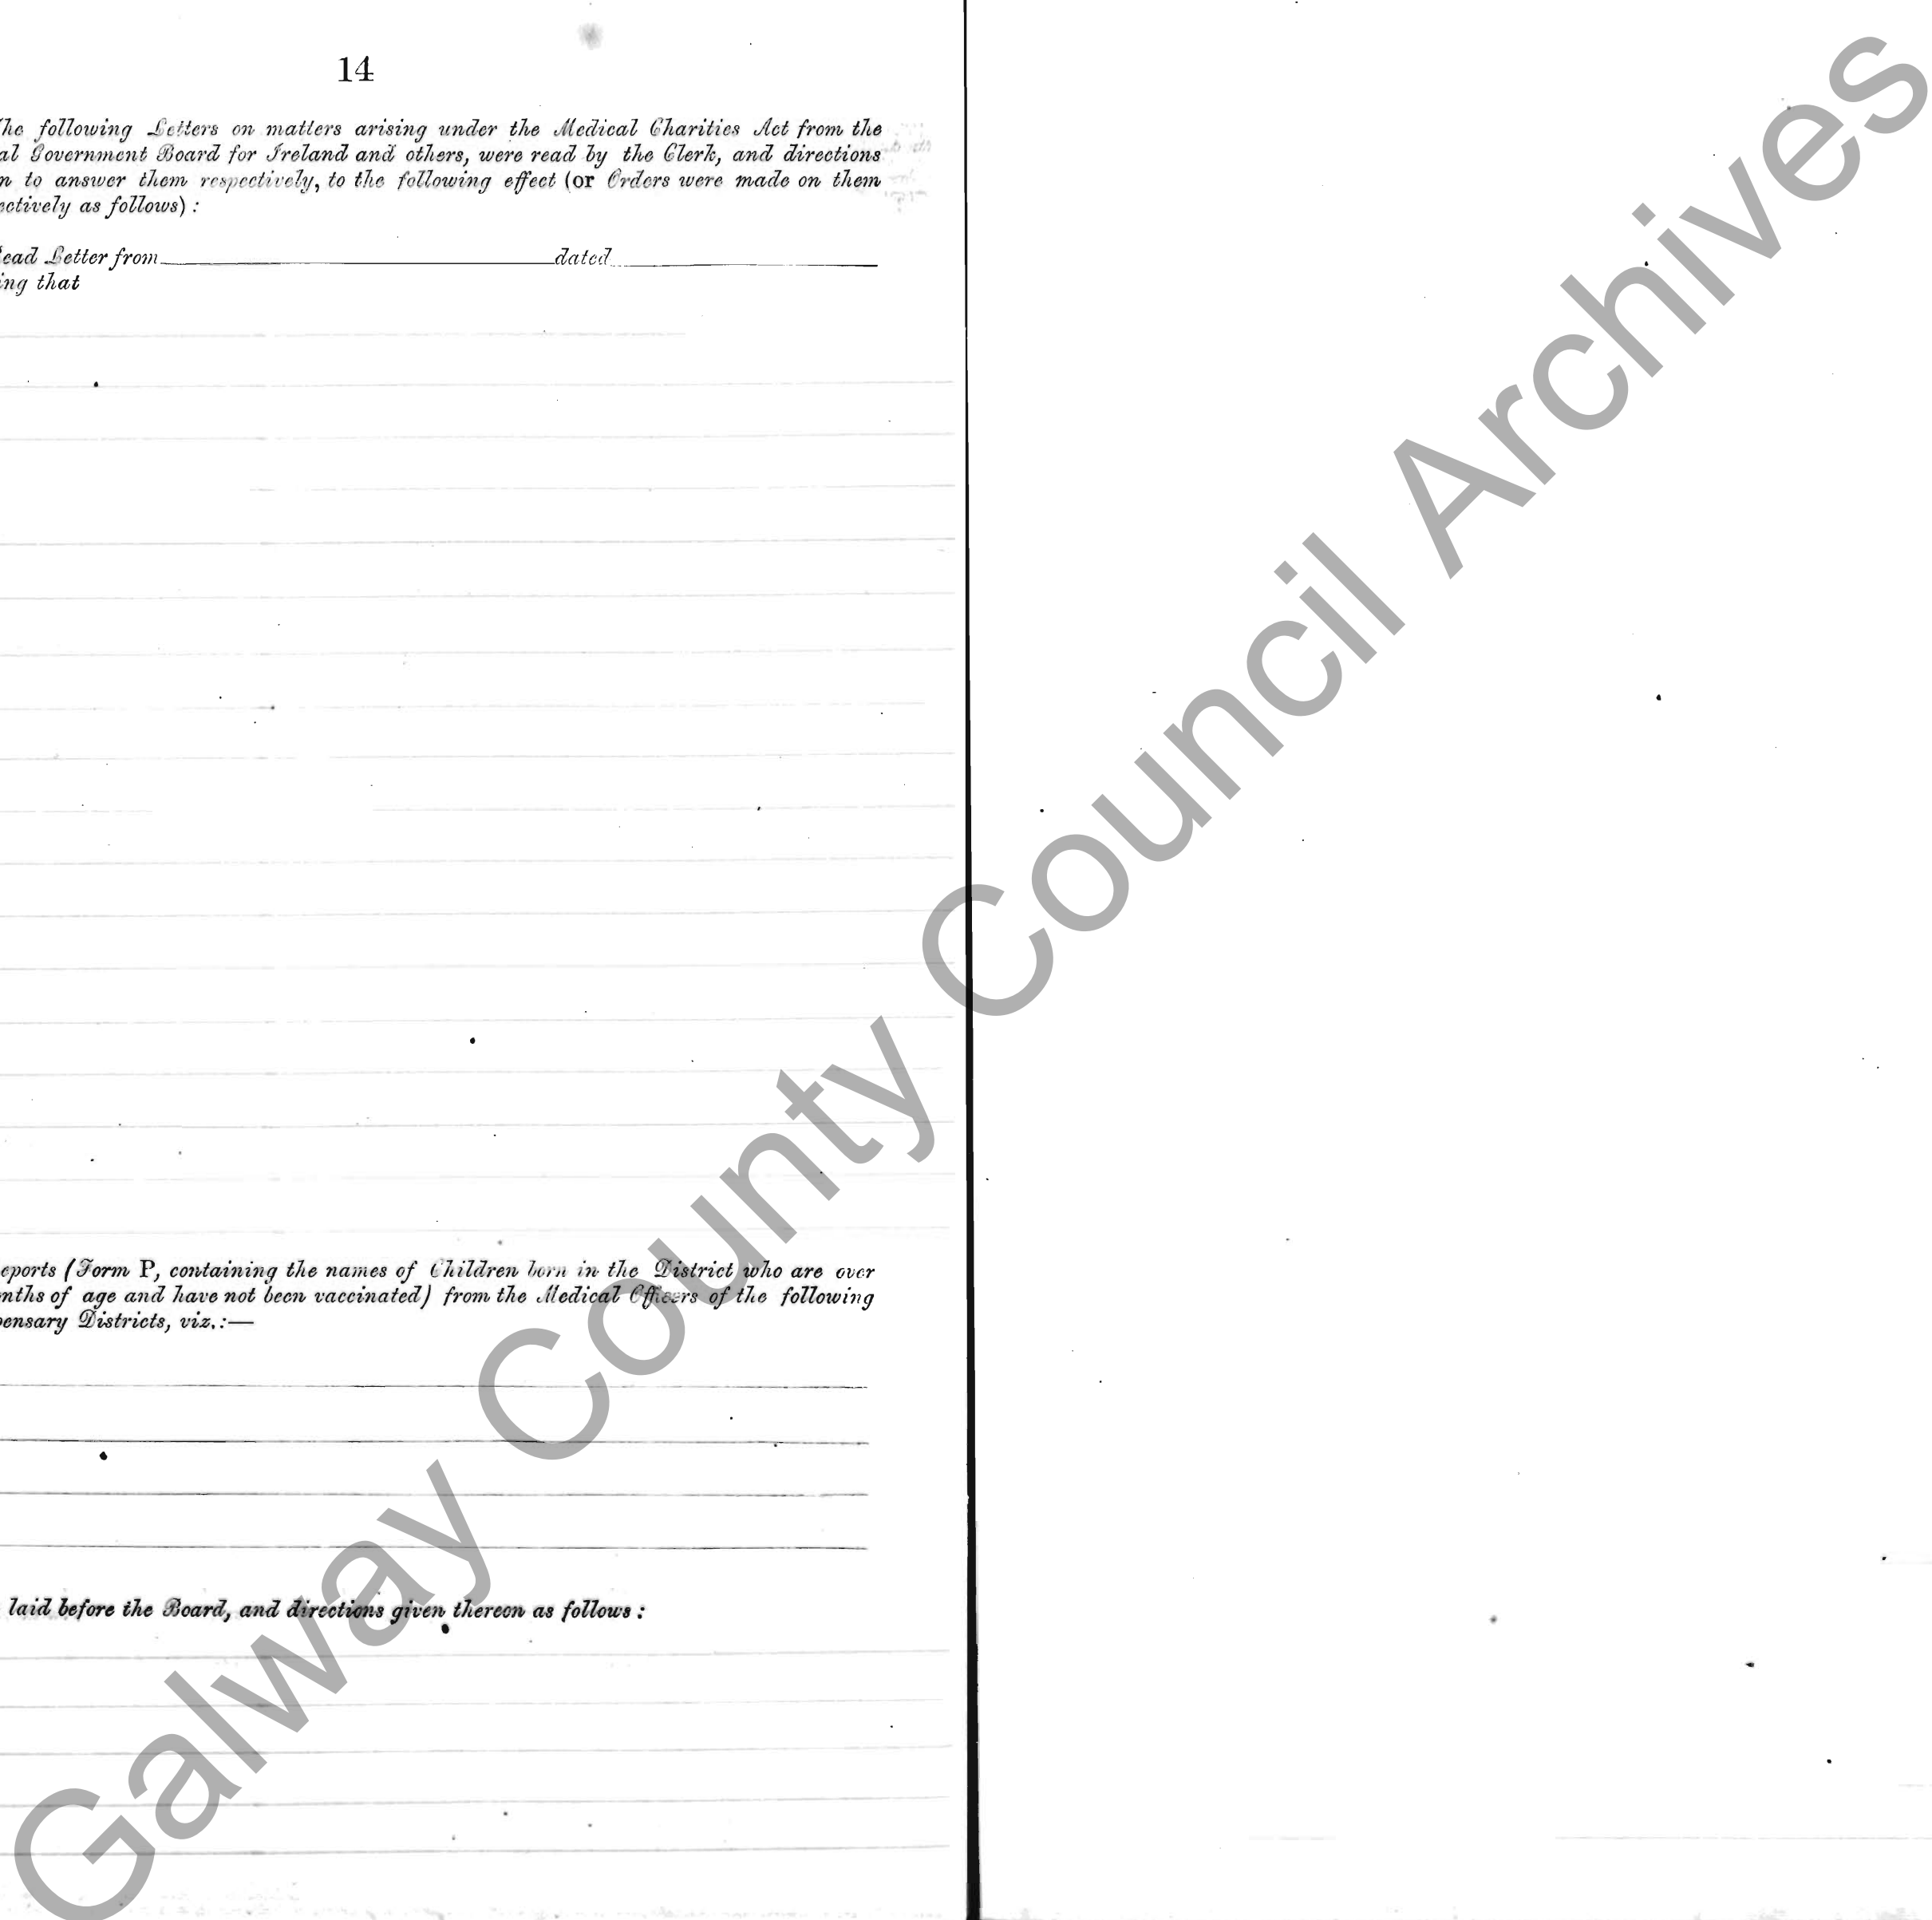 14
he following Letters on matters arising under the Medical Charities Act from the
al Government Board for Ireland and others, were read by the Clerk, and directions
n to answer them respectively, to the following effect (or Orders were made on them
ectively as follows) :
ead Letter from dated
ing that
eports (Form P, containing the names of Children born in the District who are over
nths of age and have not been vaccinated) from the Medical Officers of the following
ensary Districts, viz.:—
laid before the Board, and directions given thereon as follows :
Galway County Council Archives